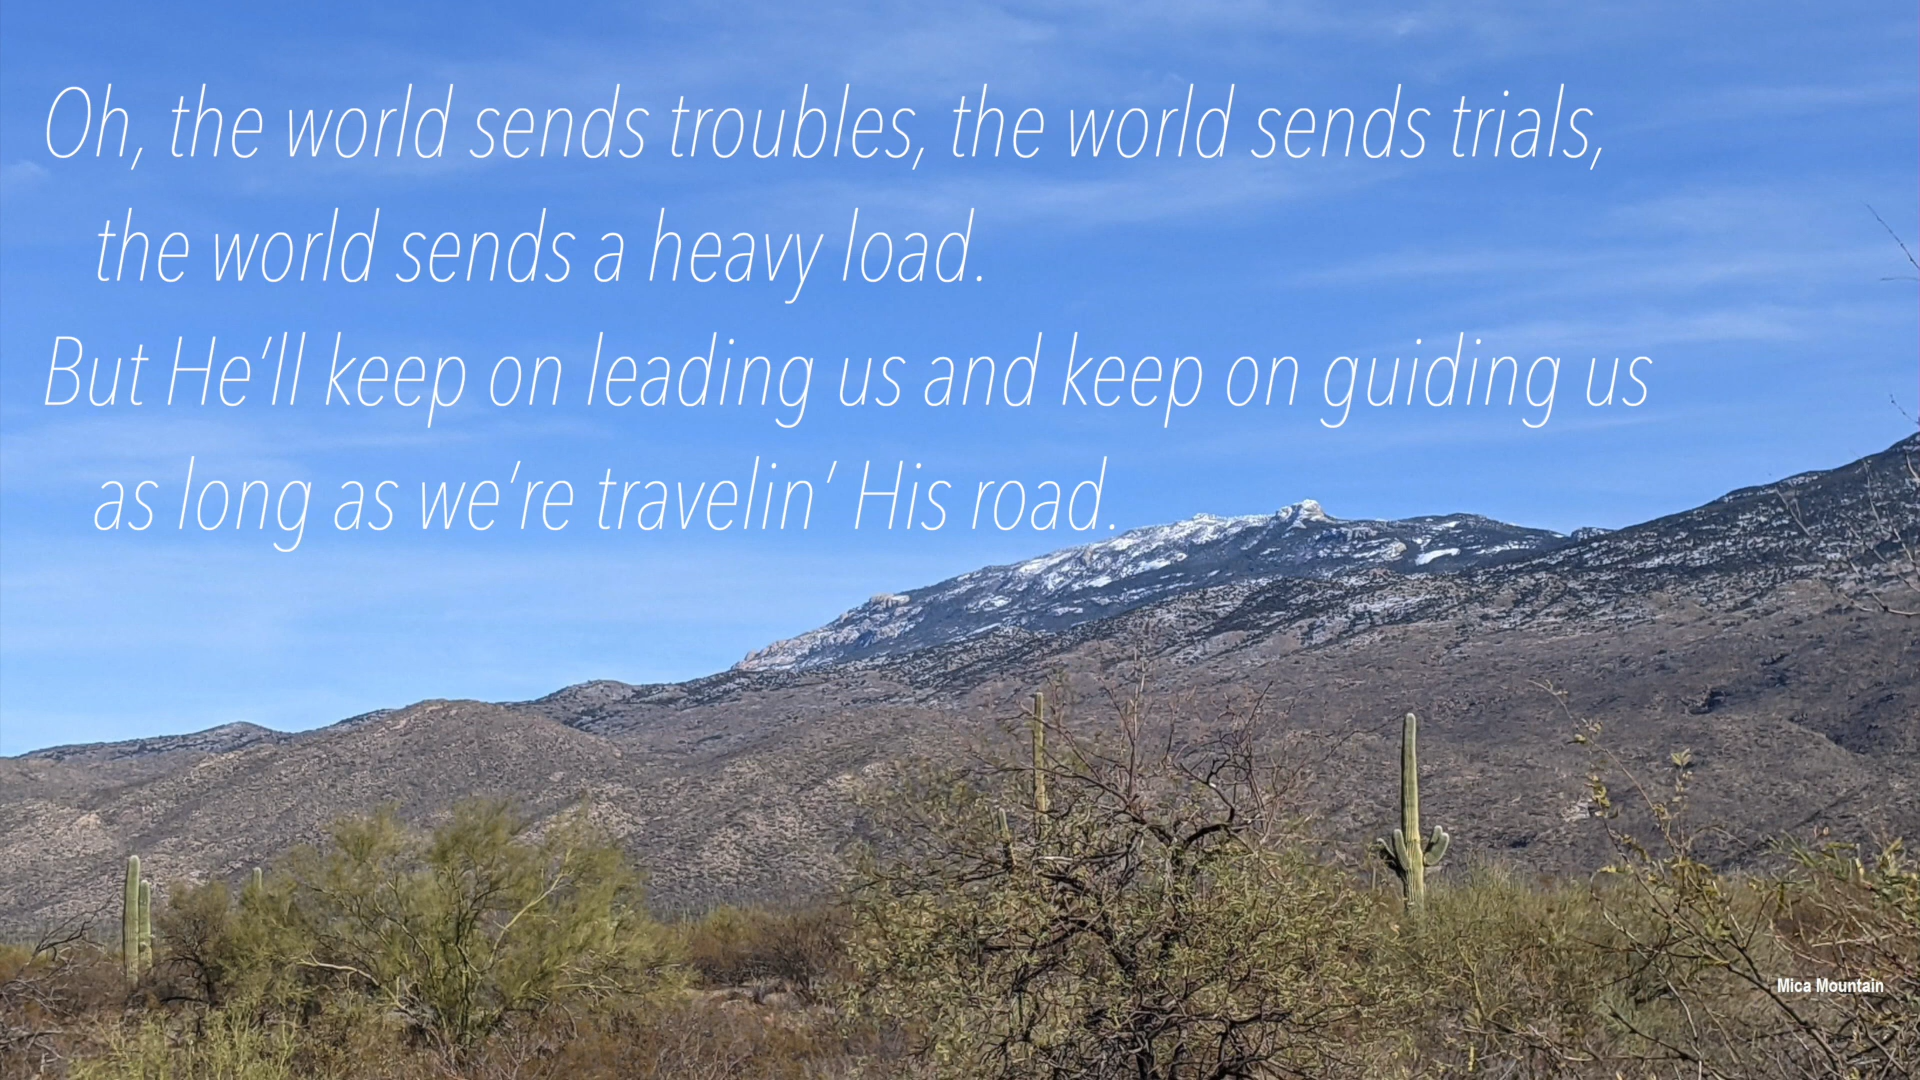 Oh, the world sends troubles, the world sends trials,
the world sends a heavy load.
But He‘ll keep on leading us and keep on guiding us
as long as we’re travelin’ His road.
Mica Mountain